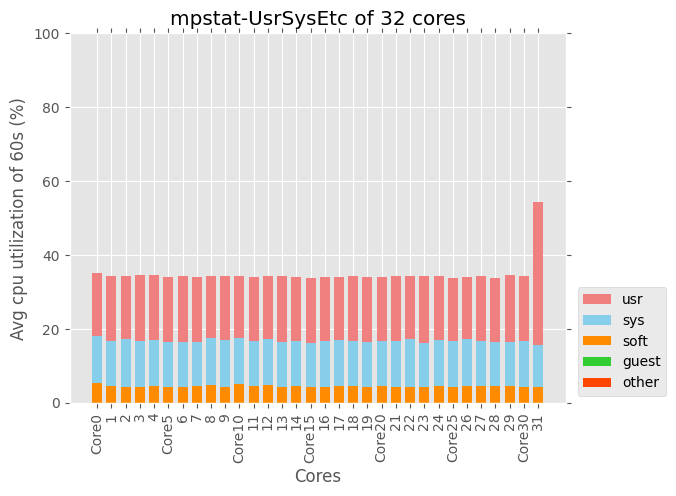 mpstat-UsrSysEtc of 32 cores
Avg cpu utilization of 60s (%)
100
80
60
40
20
0
Core0
1
2
3
4
Core5
6
7
8
9
Core10
11
12
13
14
Core15
16
17
18
19
Core20
21
22
23
24
Core25
26
27
28
29
Core30
31
Cores
usr
sys
soft
guest
other